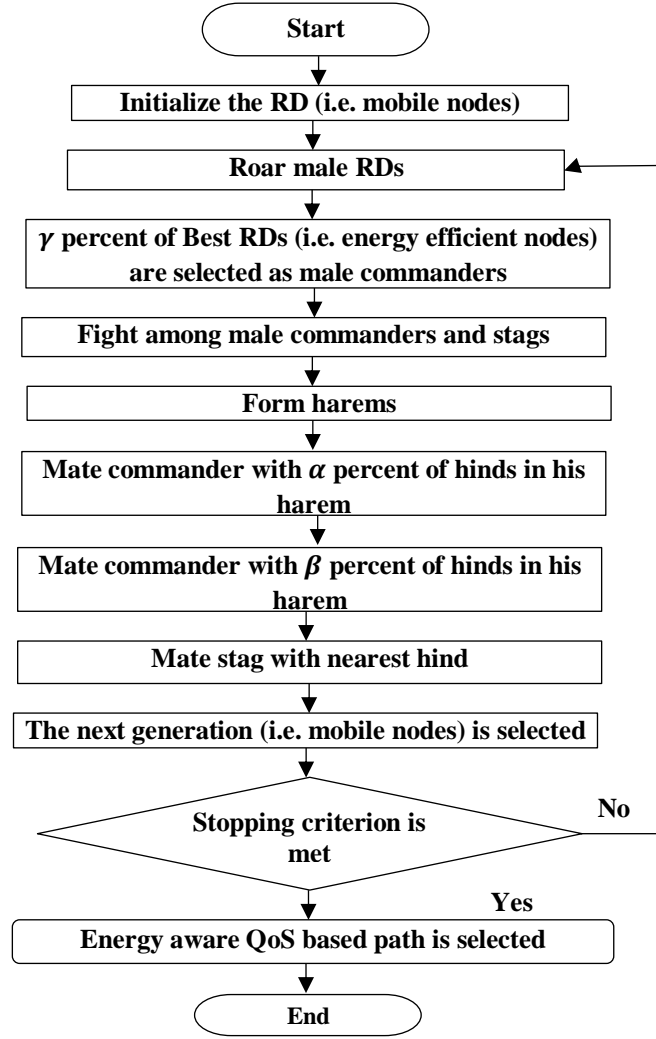 Start
Initialize the RD (i.e. mobile nodes)
Roar male RDs
γ percent of Best RDs (i.e. energy efficient nodes)
are selected as male commanders
Fight among male commanders and stags
Form harems
Mate commander with α percent of hinds in his
harem
Mate commander with β percent of hinds in his
harem
Mate stag with nearest hind
The next generation (i.e. mobile nodes) is selected
No
Stopping criterion is
met
Yes
Energy aware QoS based path is selected
End